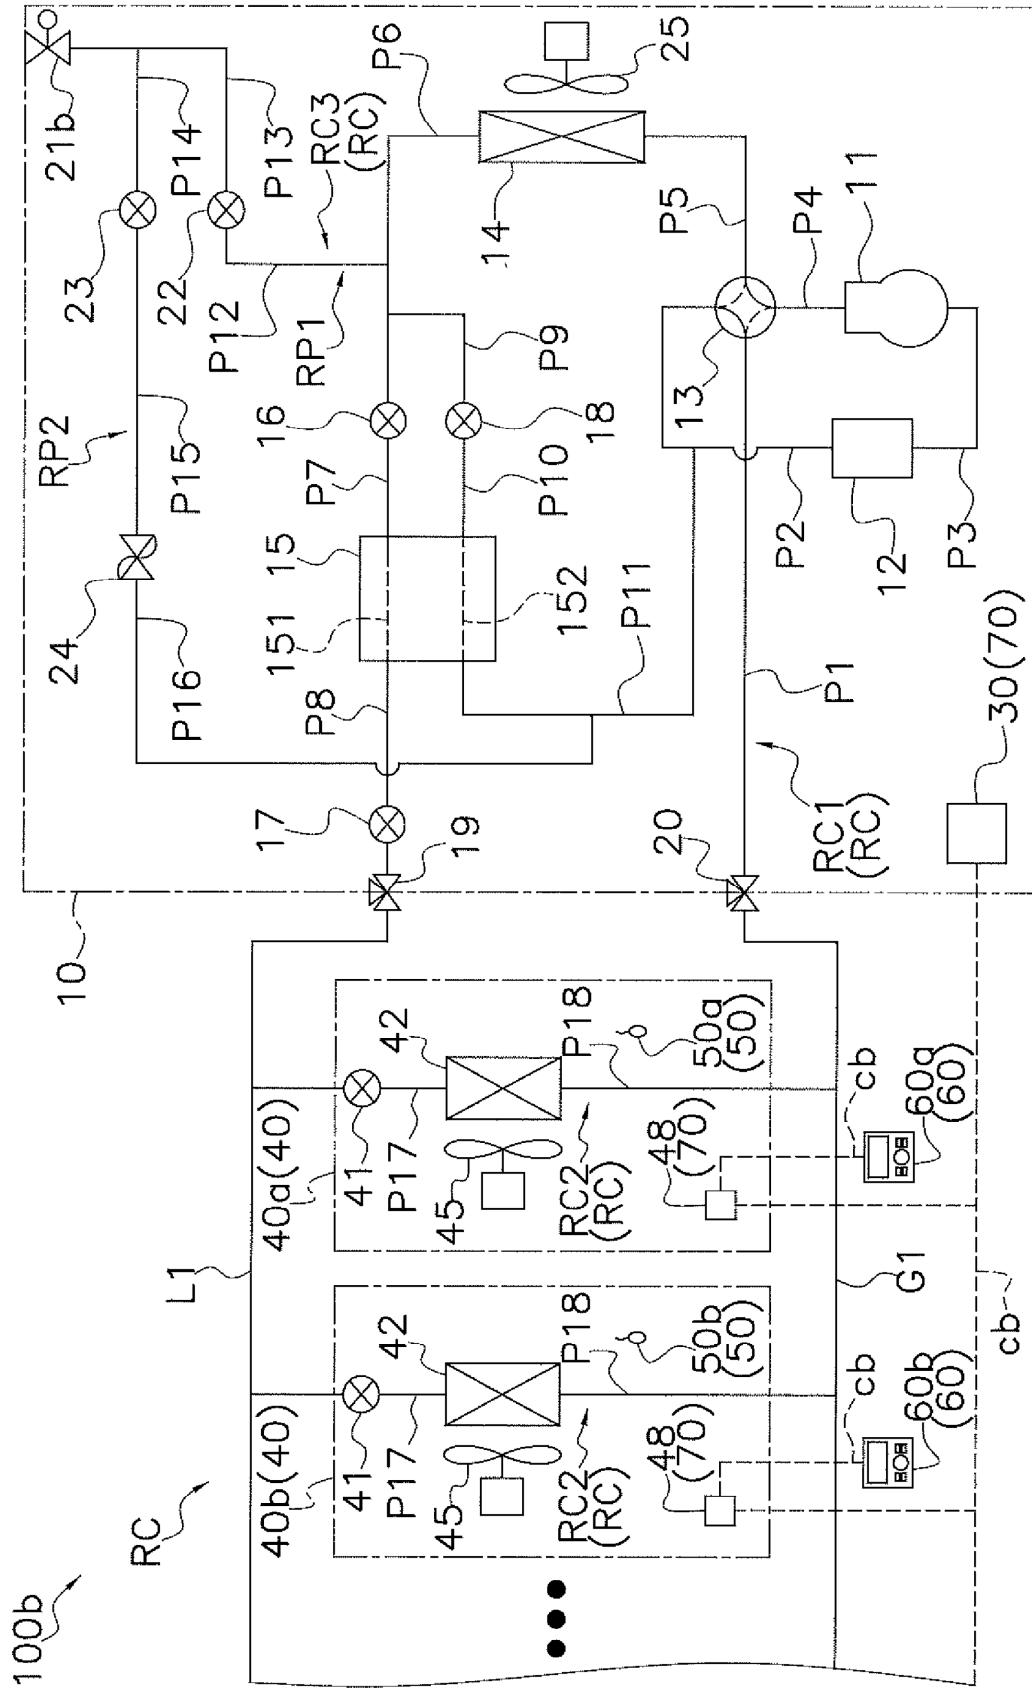 100b
RC
10
21b
P14
P13
23
22
P12
RC3
(RC)
RP1
P6
25
14
RP2
P15
24
P16
16
P7
15
151
P8
17
19
P9
18
P10
152
P11
P5
13
P4
11
P2
12
P3
P1
RC1
(RC)
20
30(70)
L1
40a(40)
41
P17
42
45
P18
RC2
(RC)
50a
(50)
48
(70)
cb
60a
(60)
G1
cb
40b(40)
41
P17
42
45
P18
RC2
(RC)
50b
(50)
48
(70)
cb
60b
(60)